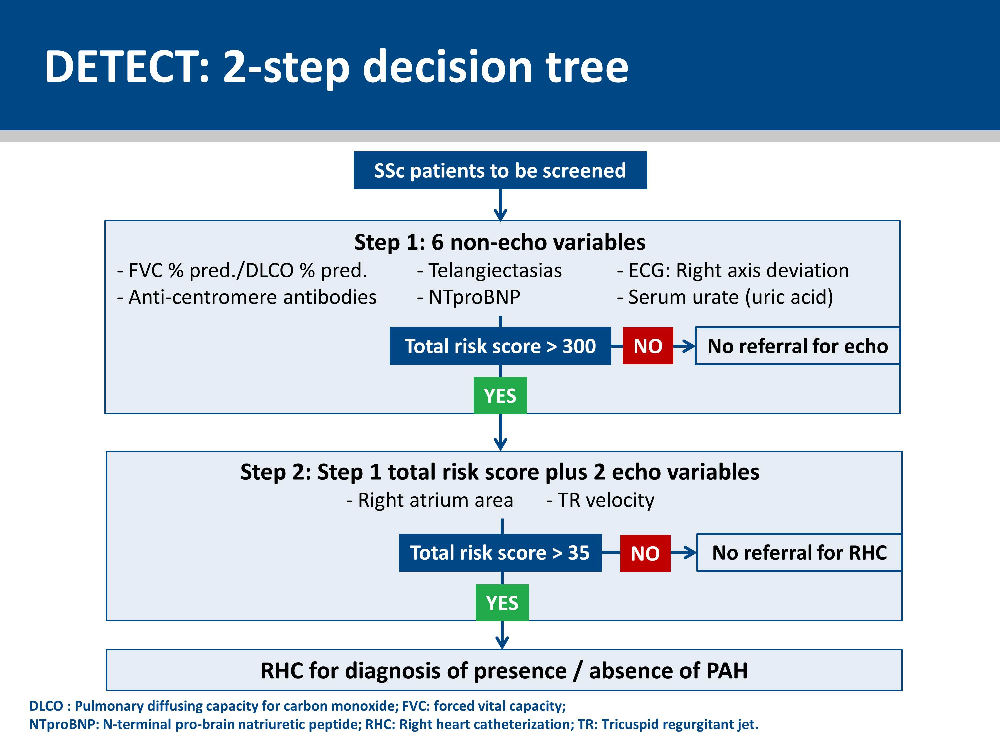 DETECT: 2-step decision tree
SSc patients to be screened
Step 1: 6 non-echo variables
- FVC % pred./DLCO % pred. - Telangiectasias - ECG: Right axis deviation
- Anti-centromere antibodies - NTproBNP - Serum urate (uric acid)
Total risk score > 300 NO No referral for echo
YES
Step 2: Step 1 total risk score plus 2 echo variables
- Right atrium area - TR velocity
Total risk score > 35 NO No referral for RHC
YES
RHC for diagnosis of presence / absence of PAH
DLCO : Pulmonary diffusing capacity for carbon monoxide; FVC: forced vital capacity;
NTproBNP: N-terminal pro-brain natriuretic peptide; RHC: Right heart catheterization; TR: Tricuspid regurgitant jet.